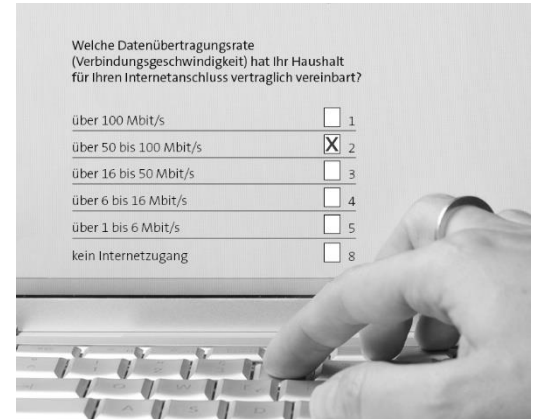 Welche Datenübertragungsrate
(Verbindungsgeschwindigkeit) hat Ihr Haushalt
für Ihren Internetanschluss vertraglich vereinbart?
über 100 Mbit/s 1
über 50 bis 100 Mbit/s X 2
über 16 bis 50 Mbit/s 3
über 6 bis 16 Mbit/s 4
über 1 bis 6 Mbit/s 5
kein Internetzugang 8